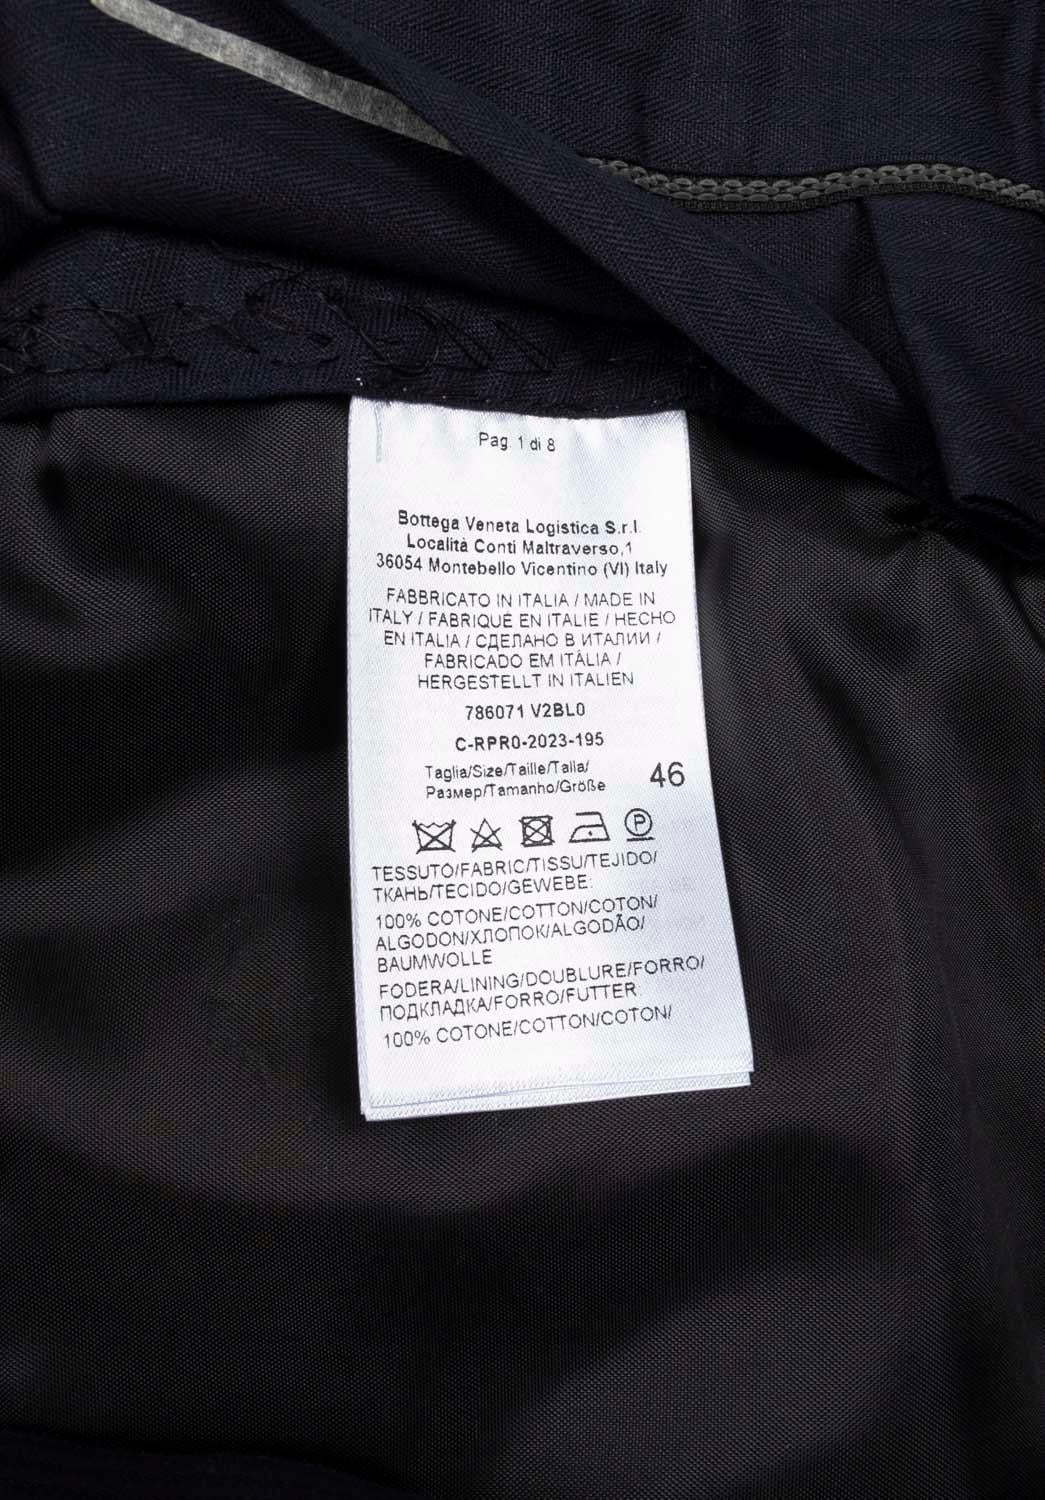 Pag. 1 di 8
Bottega Veneta Logistica S.r.l.
Località Conti Maltraverso,1
36054 Montebello Vicentino (VI) Italy
FABBRICATO IN ITALIA / MADE IN
ITALY / FABRIQUÉ EN ITALIE / HECHO
EN ITALIA / СДЕЛАНО В ИТАЛИИ /
FABRICADO EM ITÁLIA /
HERGESTELLT IN ITALIEN
786071 V2BL0
C-RPR0-2023-195
Taglia/Size/Taille/Talla/
Размер/Tamanho/Größe 46
P
TESSUTO/FABRIC/TISSU/TEJIDO/
ТКАНЬ/TECIDO/GEWEBE:
100% COTONE/COTTON/COTON/
ALGODON/ХЛОПОК/ALGODÃO/
BAUMWOLLE
FODERA/LINING/DOUBLURE/FORRO/
ПОДКЛАДКА/FORRO/FUTTER:
100% COTONE/COTTON/COTON/